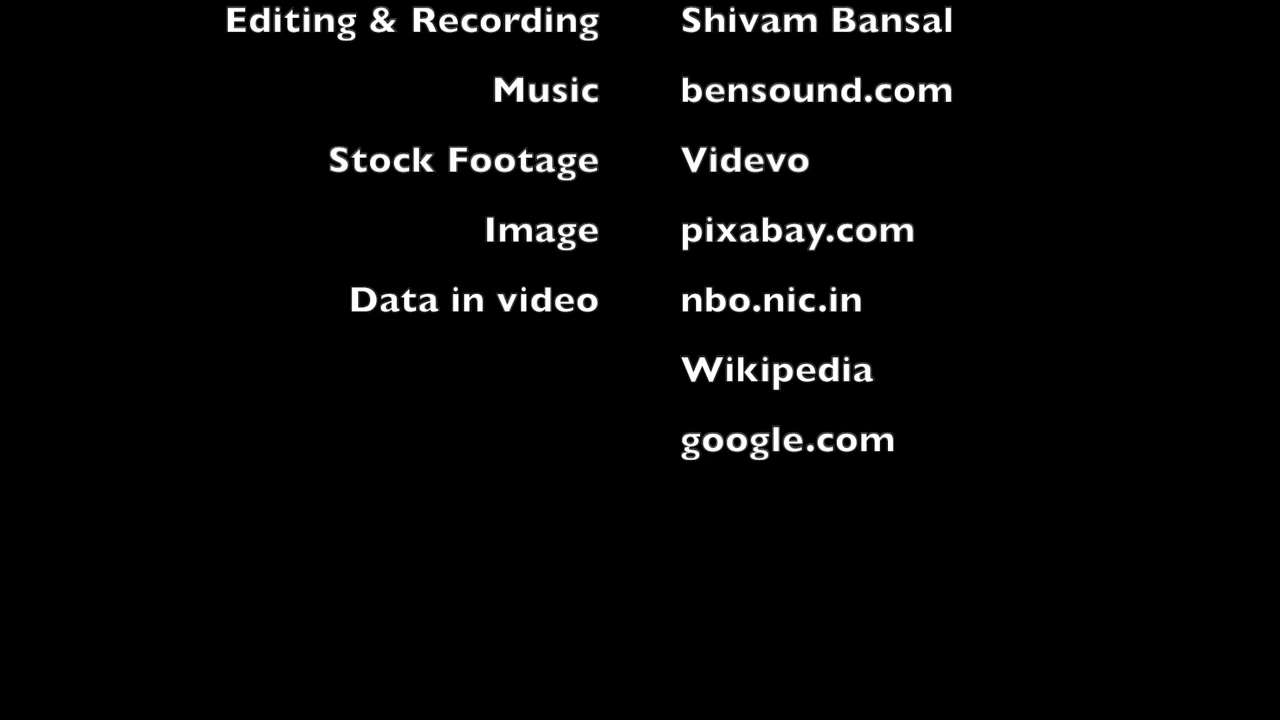 Editing & Recording Shivam Bansal
Music bensound.com
Stock Footage Videvo
Image pixabay.com
Data in video nbo.nic.in
Wikipedia
google.com